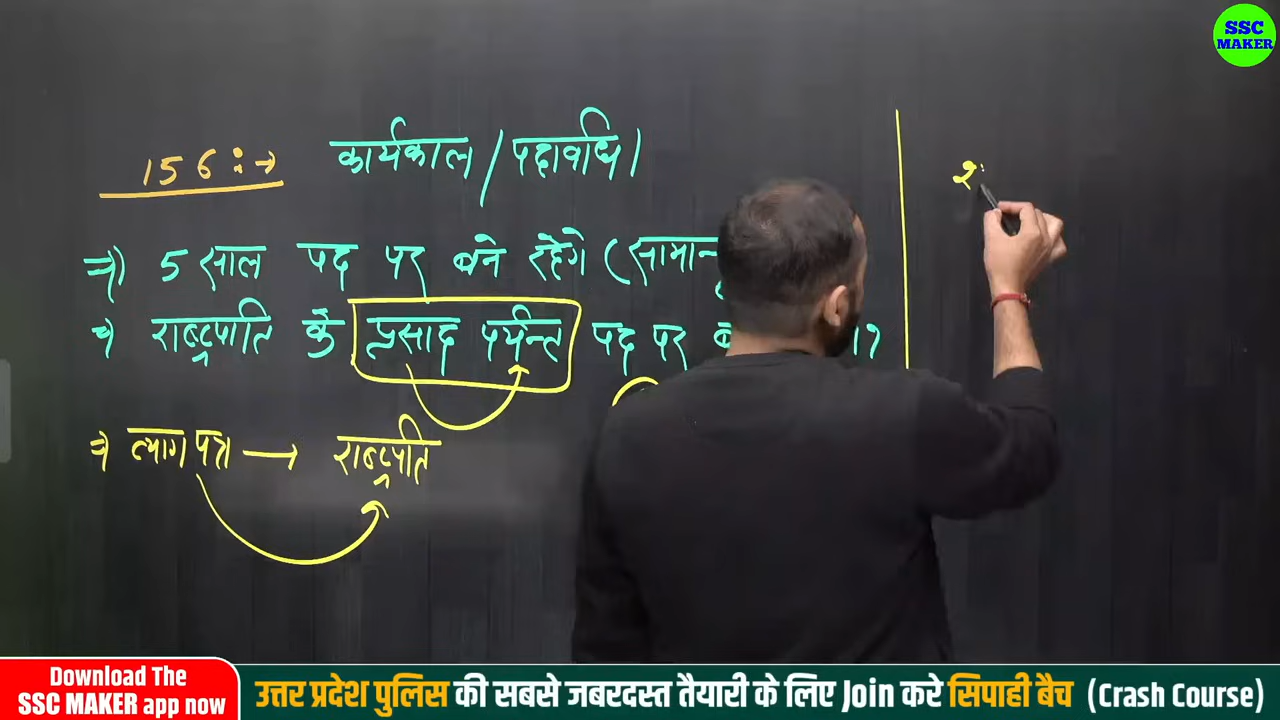 SSC
MAKER
156:→ कार्यकाल / पदावधि।
⇒ 5 साल पद पर बने रहेंगे (
⇒ राष्ट्रपति के प्रसाद पर्यन्त पद पर
⇒ त्यागपत्र → राष्ट्रपति
Download The
SSC MAKER app now
उत्तर प्रदेश पुलिस की सबसे जबरदस्त तैयारी के लिए Join करे सिपाही बैच (Crash Course)